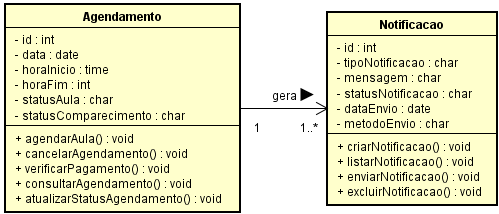 Agendamento
- id : int
- data : date
- horaInicio : time
- horaFim : int
- statusAula : char
- statusComparecimento : char
+ agendarAula() : void
+ cancelarAgendamento() : void
+ verificarPagamento() : void
+ consultarAgendamento() : void
+ atualizarStatusAgendamento() : void
gera
1
1..*
Notificacao
- id : int
- tipoNotificacao : char
- mensagem : char
- statusNotificacao : char
- dataEnvio : date
- metodoEnvio : char
+ criarNotificacao() : void
+ listarNotificacao() : void
+ enviarNotificacao() : void
+ excluirNotificacao() : void